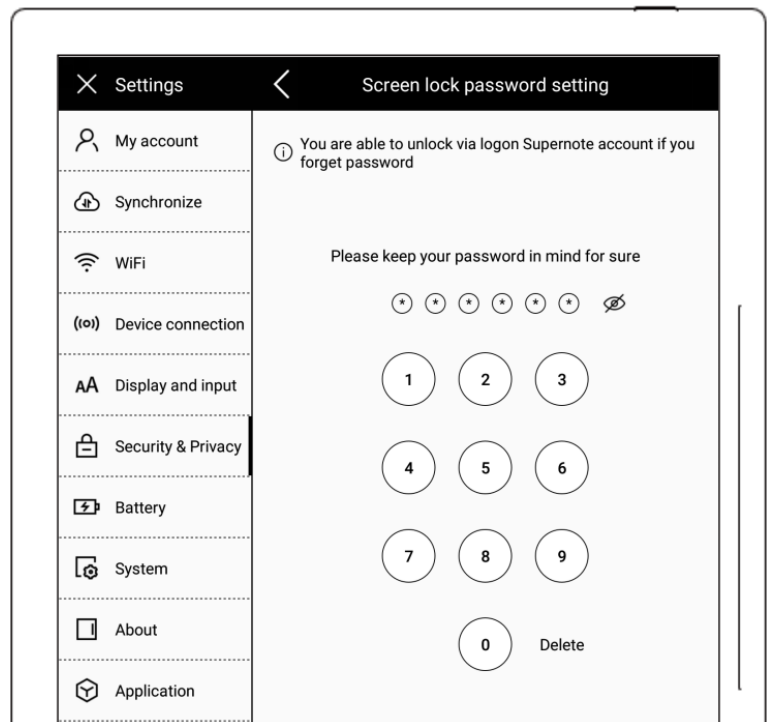 Settings
Screen lock password setting
My account
Synchronize
WiFi
Device connection
AA Display and input
Security & Privacy
Battery
System
About
Application
You are able to unlock via logon Supernote account if you
forget password
Please keep your password in mind for sure
* * * * * *
1 2 3
4 5 6
7 8 9
0 Delete